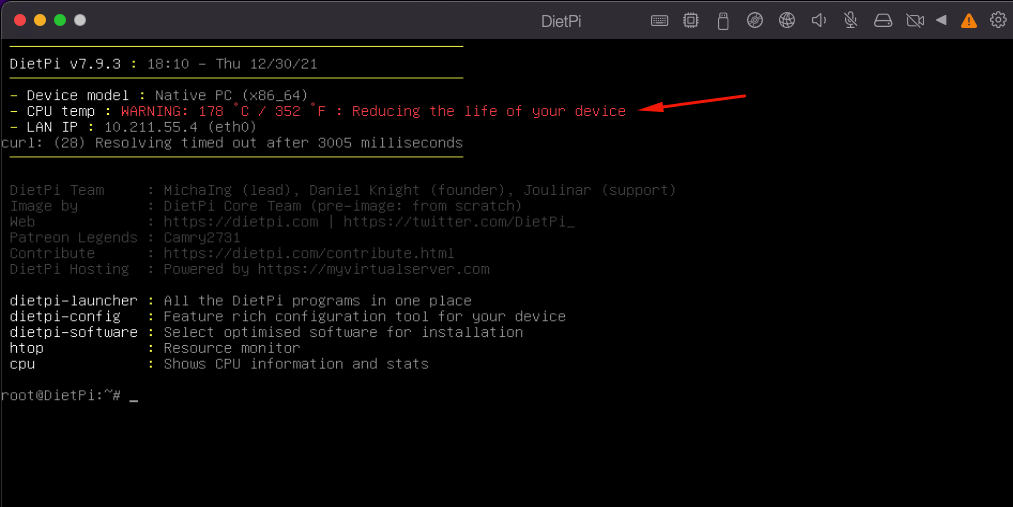 DietPi
DietPi v7.9.3 : 18:10 - Thu 12/30/21
- Device model : Native PC (x86_64)
- CPU temp : WARNING: 178 °C / 352 °F : Reducing the life of your device
- LAN IP : 10.211.55.4 (eth0)
curl: (28) Resolving timed out after 3005 milliseconds
DietPi Team : MichaIng (lead), Daniel Knight (founder), Joulinar (support)
Image by : DietPi Core Team (pre-image: from scratch)
Web : https://dietpi.com | https://twitter.com/DietPi_
Patreon Legends : Camry2731
Contribute : https://dietpi.com/contribute.html
DietPi Hosting : Powered by https://myvirtualserver.com
dietpi-launcher : All the DietPi programs in one place
dietpi-config : Feature rich configuration tool for your device
dietpi-software : Select optimised software for installation
htop : Resource monitor
cpu : Shows CPU information and stats
root@DietPi:~# _